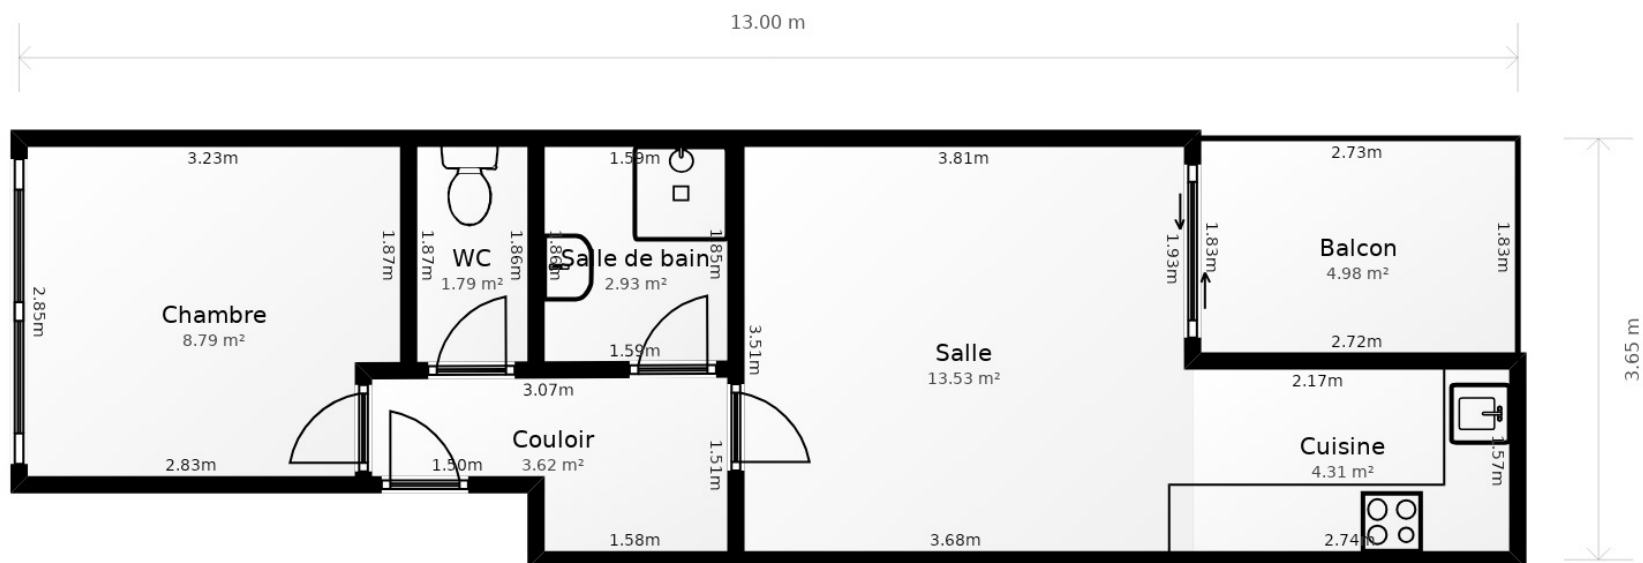 13.00 m
3.23m
1.59m
3.81m
2.73m
1.87m
1.87m
1.86m
1.86m
1.85m
1.93m
1.83m
1.83m
WC
1.79 m²
Salle de bain
2.93 m²
Balcon
4.98 m²
2.85m
Chambre
8.79 m²
3.51m
1.59m
2.72m
3.65 m
Salle
13.53 m²
3.07m
2.17m
Couloir
3.62 m²
Cuisine
4.31 m²
2.83m
1.50m
1.51m
1.57m
1.58m
3.68m
2.74m